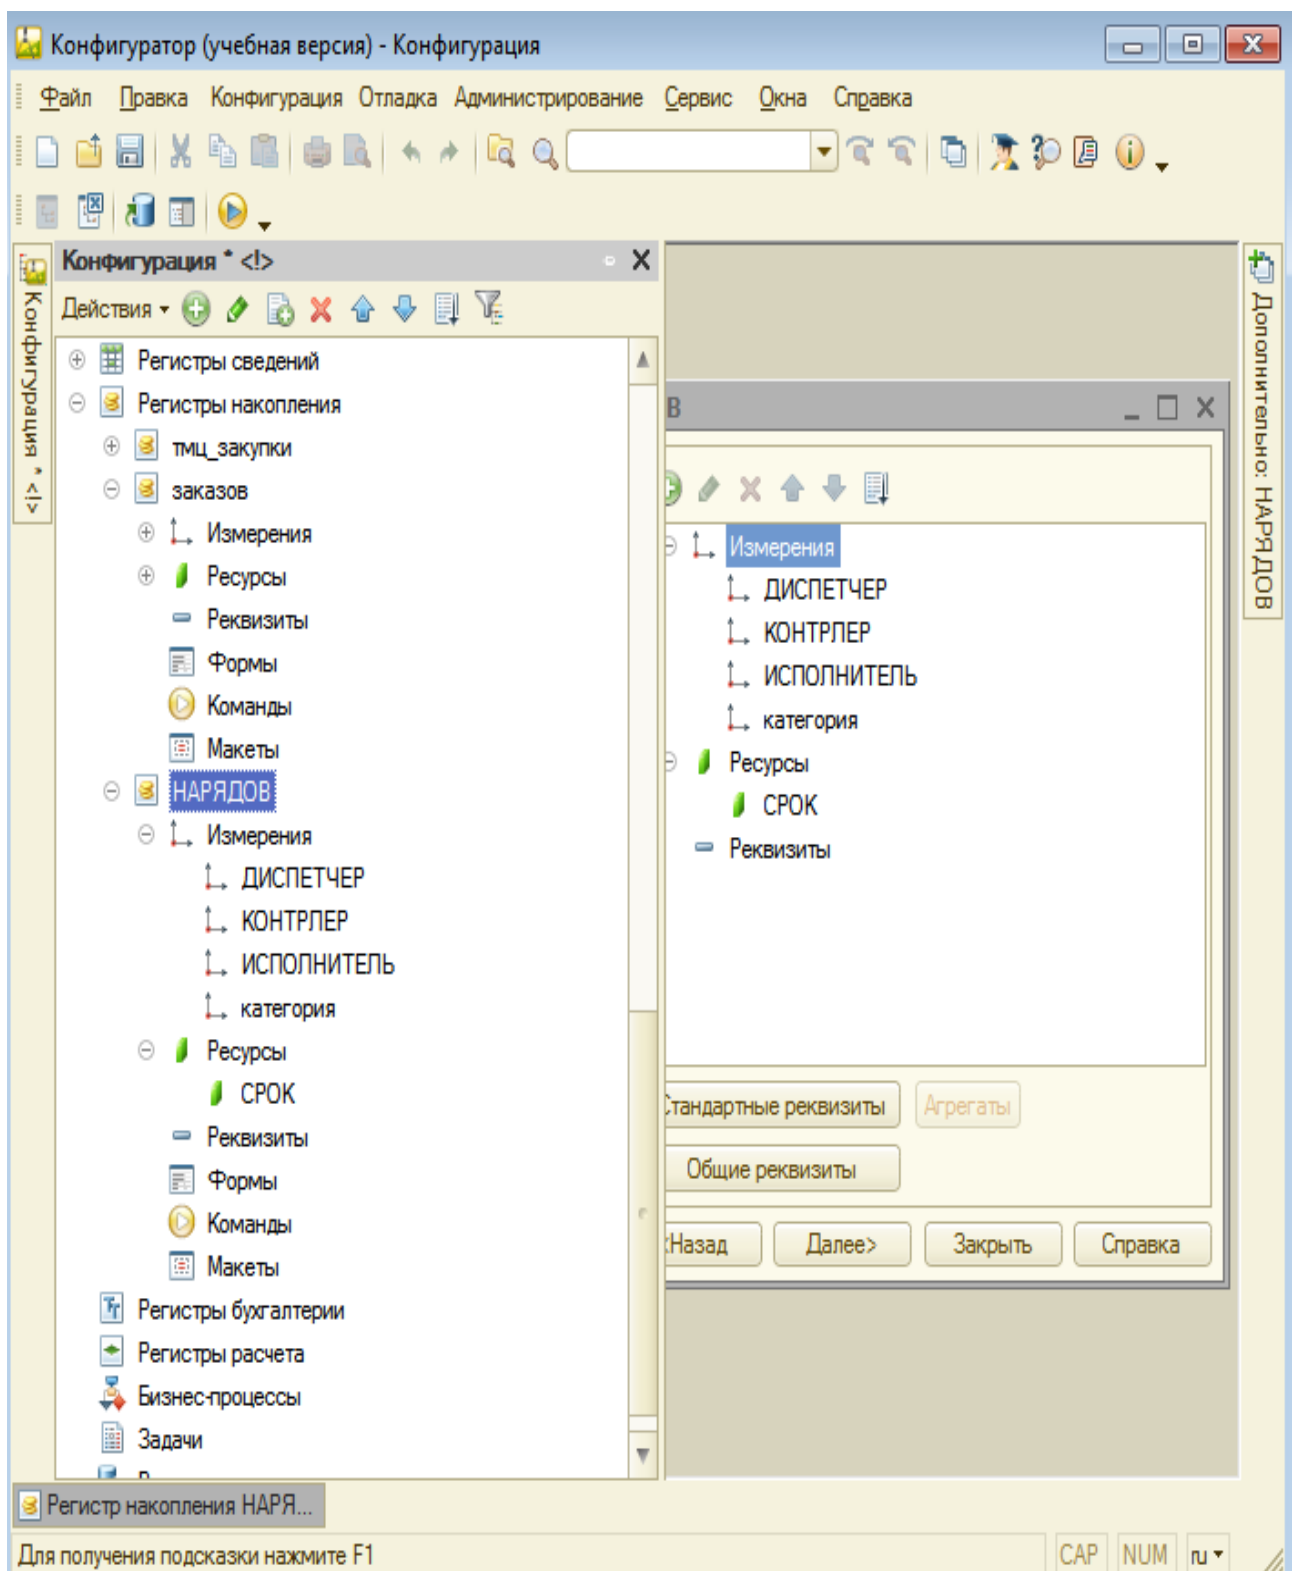 Конфигуратор (учебная версия) - Конфигурация
Файл Правка Конфигурация Отладка Администрирование Сервис Окна Справка
Конфигурация * <!>
Действия
Регистры сведений
Регистры накопления
тмц_закупки
заказов
Измерения
Ресурсы
Реквизиты
Формы
Команды
Макеты
НАРЯДОВ
Измерения
ДИСПЕТЧЕР
КОНТРЛЕР
ИСПОЛНИТЕЛЬ
категория
Ресурсы
СРОК
Реквизиты
Формы
Команды
Макеты
Регистры бухгалтерии
Регистры расчета
Бизнес-процессы
Задачи
Конфигурация * <!>
В
Измерения
ДИСПЕТЧЕР
КОНТРЛЕР
ИСПОЛНИТЕЛЬ
категория
Ресурсы
СРОК
Реквизиты
Стандартные реквизиты Агрегаты
Общие реквизиты
<Назад Далее> Закрыть Справка
Дополнительно: НАРЯДОВ
Регистр накопления НАРЯ...
Для получения подсказки нажмите F1 CAP NUM ru